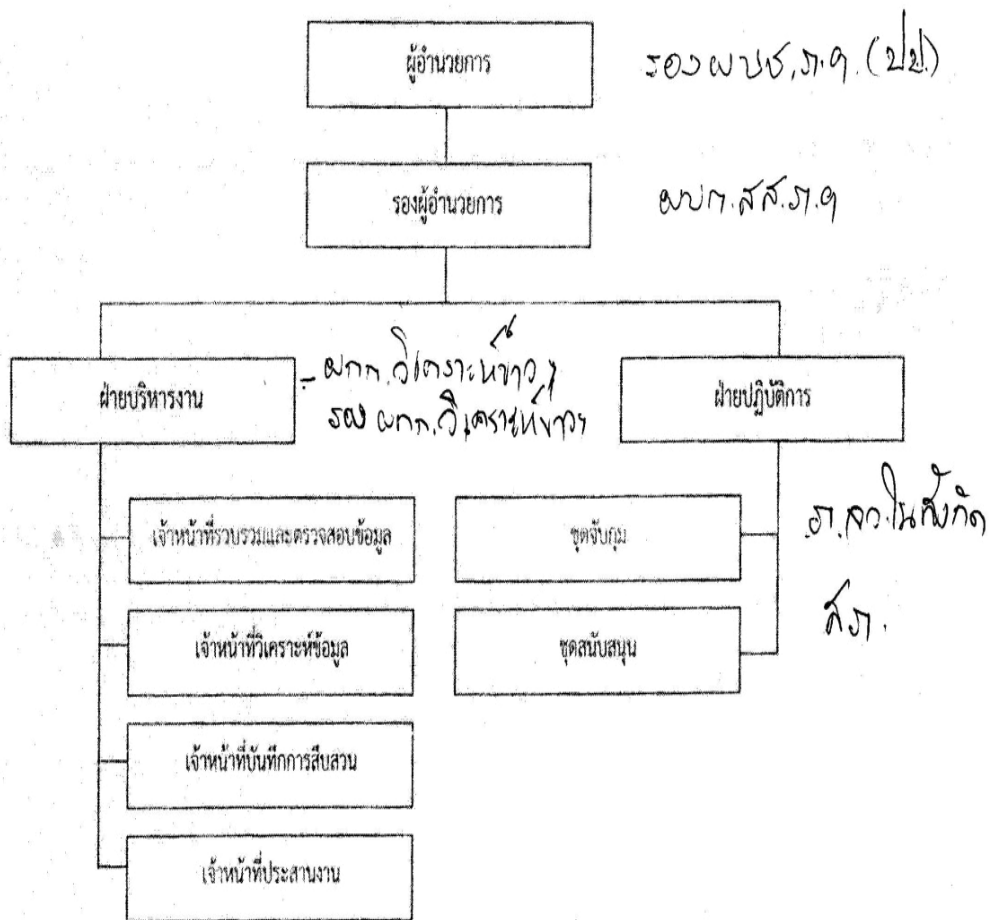 ผู้อำนวยการ
รองผบช.ภ.๑.(ปป.)
รองผู้อำนวยการ
ผบก.สส.ภ.๑
ฝ่ายบริหารงาน
- ผกก.วิเคราะห์ข่าวฯ
รอง ผกก.วิเคราะห์ข่าวฯ
ฝ่ายปฏิบัติการ
เจ้าหน้าที่รวบรวมและตรวจสอบข้อมูล
ชุดจับกุม
ในสังกัด
เจ้าหน้าที่วิเคราะห์ข้อมูล
ชุดสนับสนุน
สภ.
เจ้าหน้าที่บันทึกการสืบสวน
เจ้าหน้าที่ประสานงาน